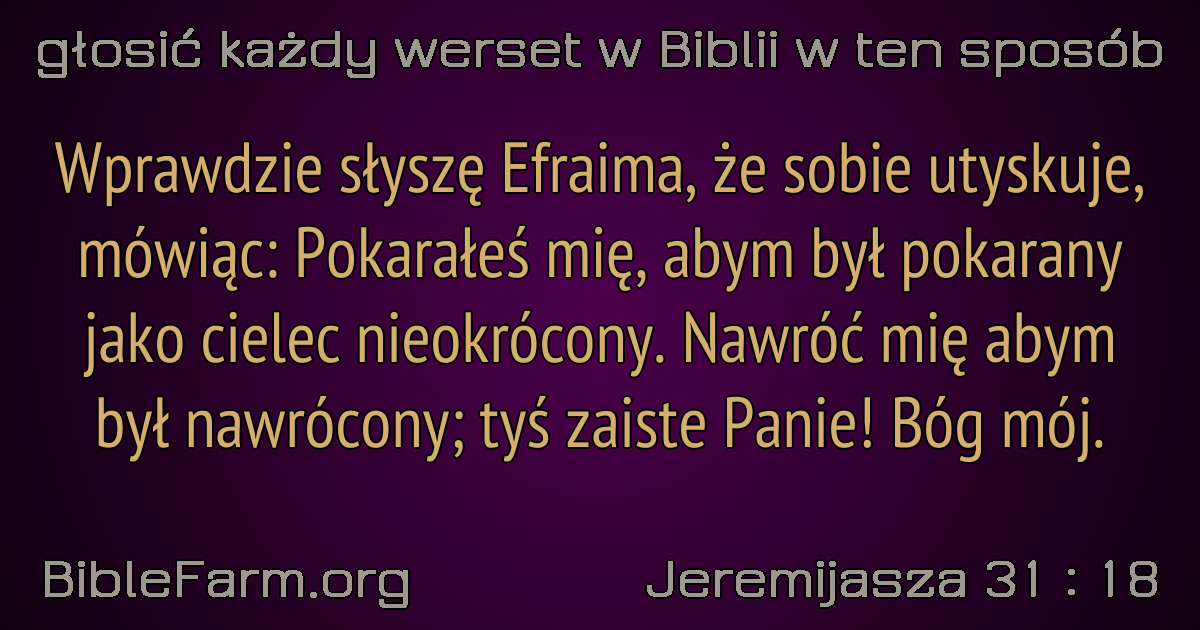 głosić każdy werset w Biblii w ten sposób
Wprawdzie słyszę Efraima, że sobie utyskuje,
mówiąc: Pokarałeś mię, abym był pokarany
jako cielec nieokrócony. Nawróć mię abym
był nawrócony; tyś zaiste Panie! Bóg mój.
BibleFarm.org
Jeremijasza 31 : 18